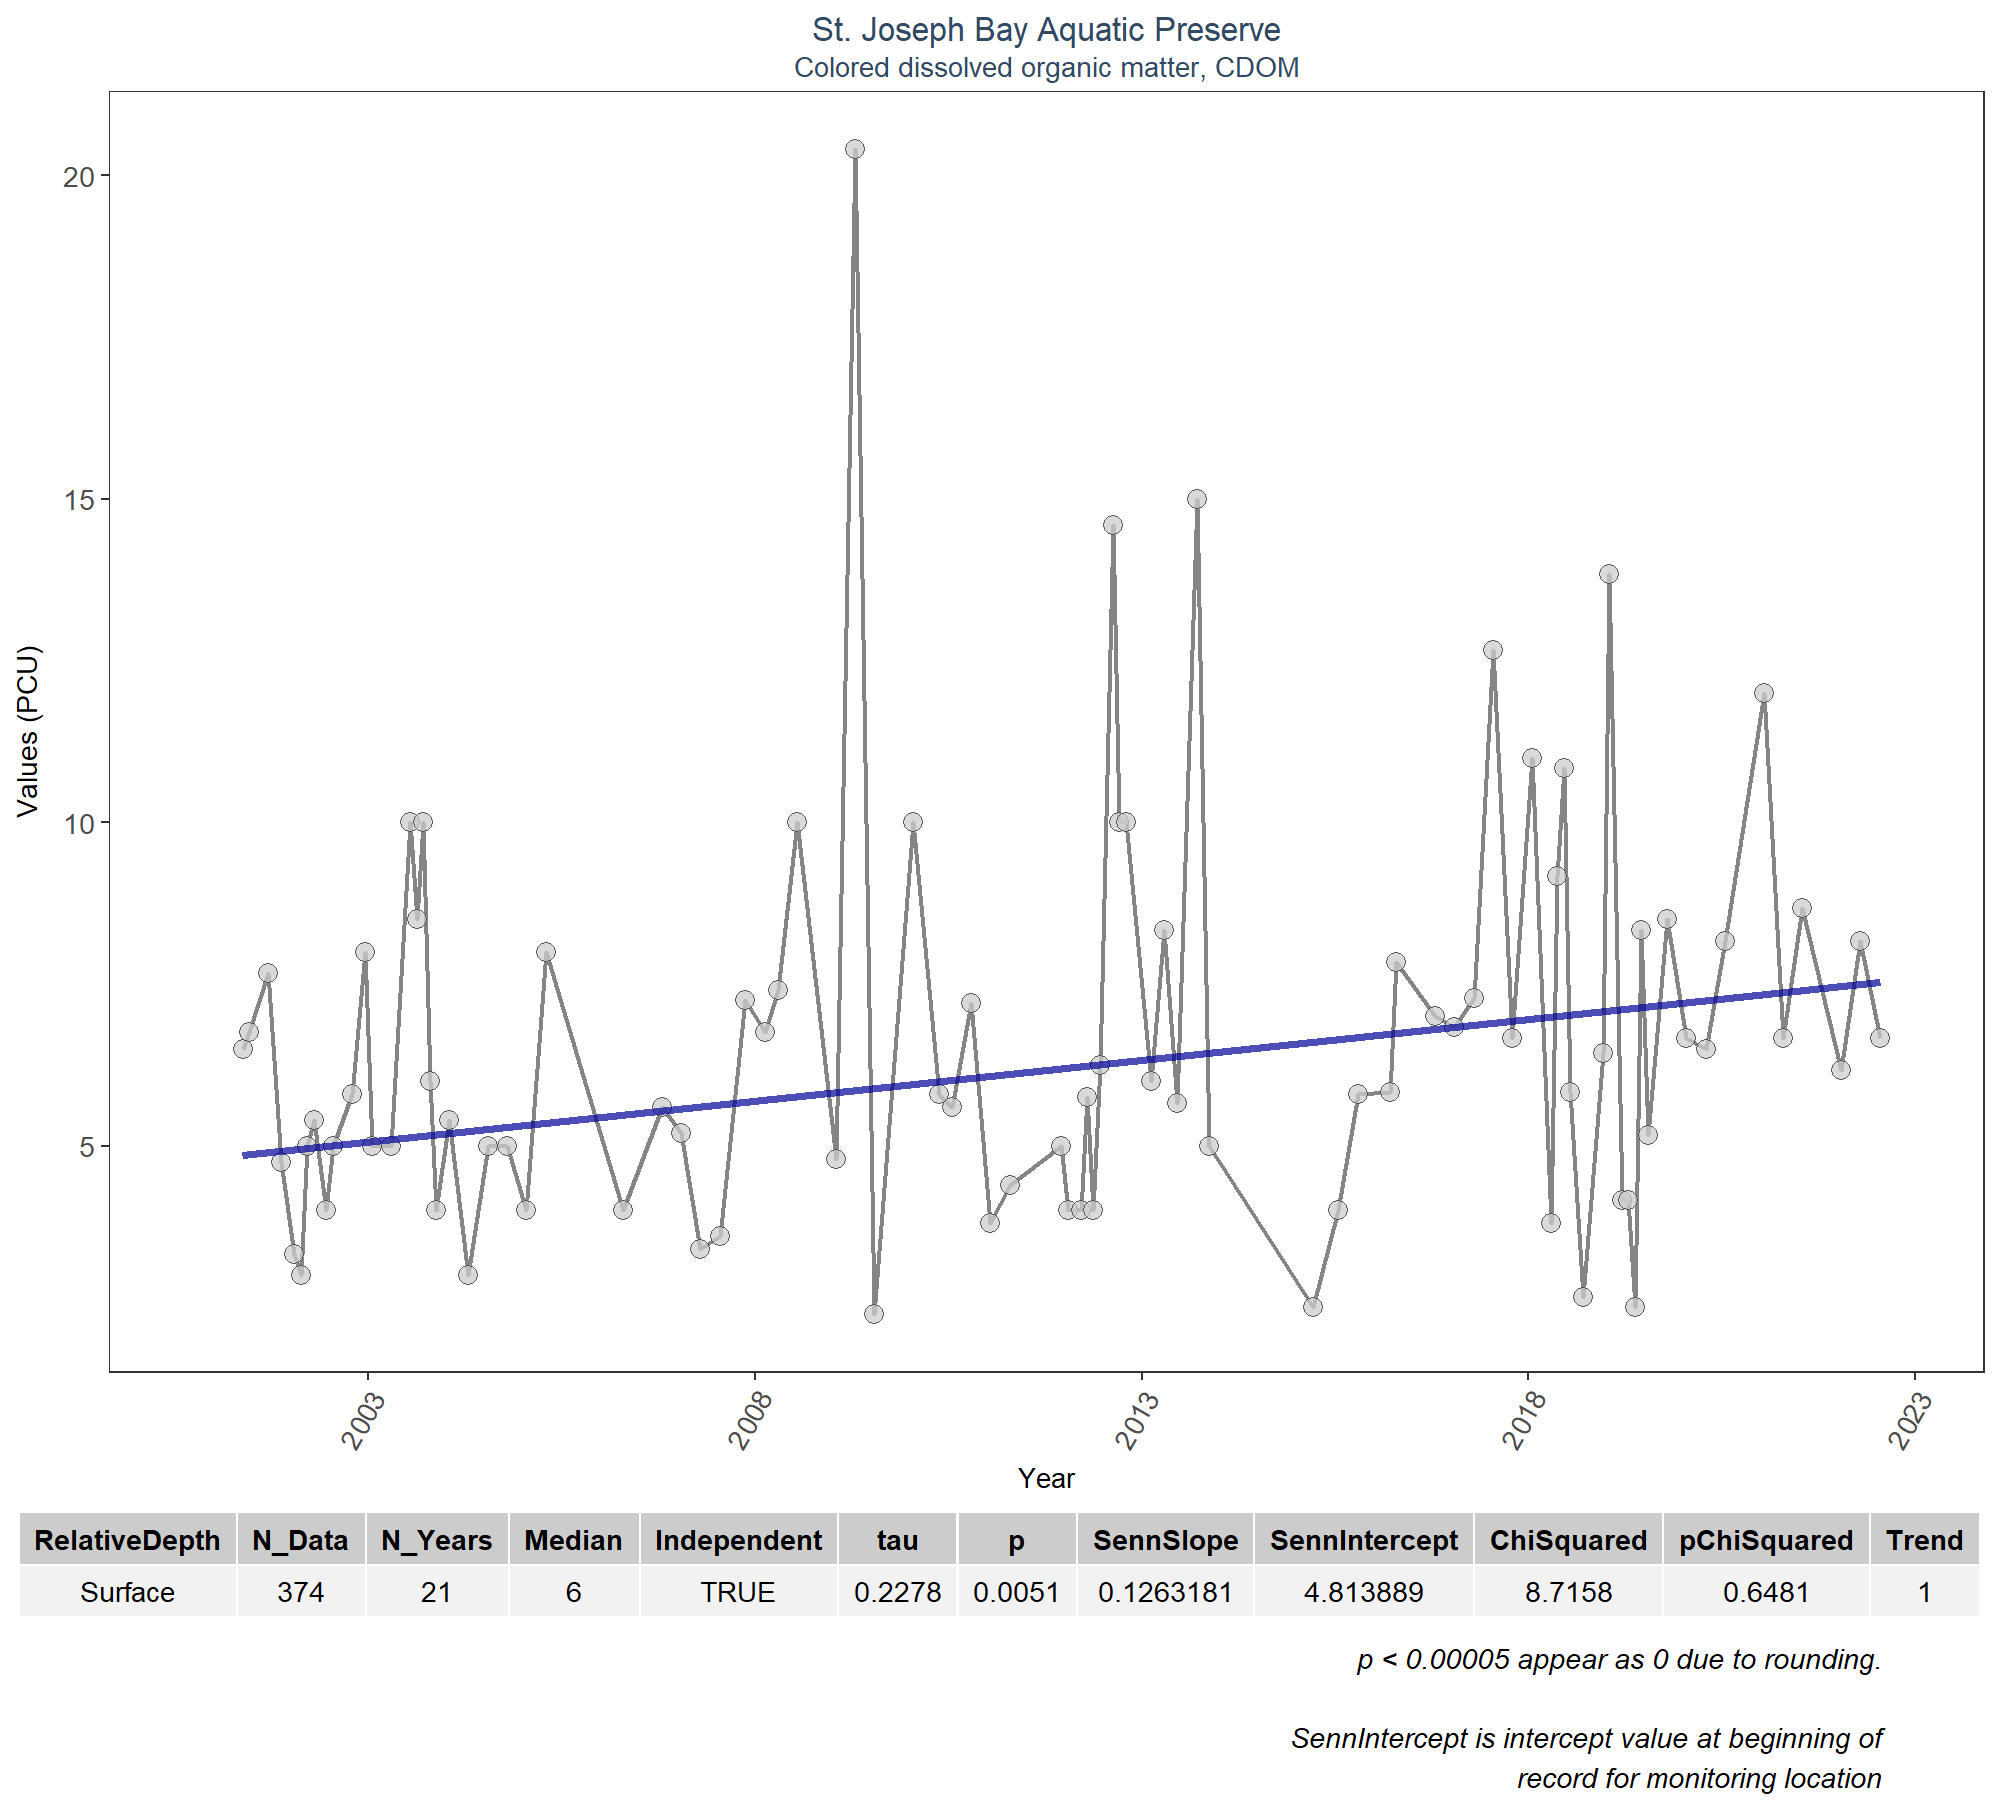 St. Joseph Bay Aquatic Preserve
Colored dissolved organic matter, CDOM
Values (PCU)
20
15
10
5
2003 2008 2013 2018 2023
Year
RelativeDepth N_Data N_Years Median Independent tau p SennSlope SennIntercept ChiSquared pChiSquared Trend
Surface 374 21 6 TRUE 0.2278 0.0051 0.1263181 4.813889 8.7158 0.6481 1
p < 0.00005 appear as 0 due to rounding.
SennIntercept is intercept value at beginning of
record for monitoring location